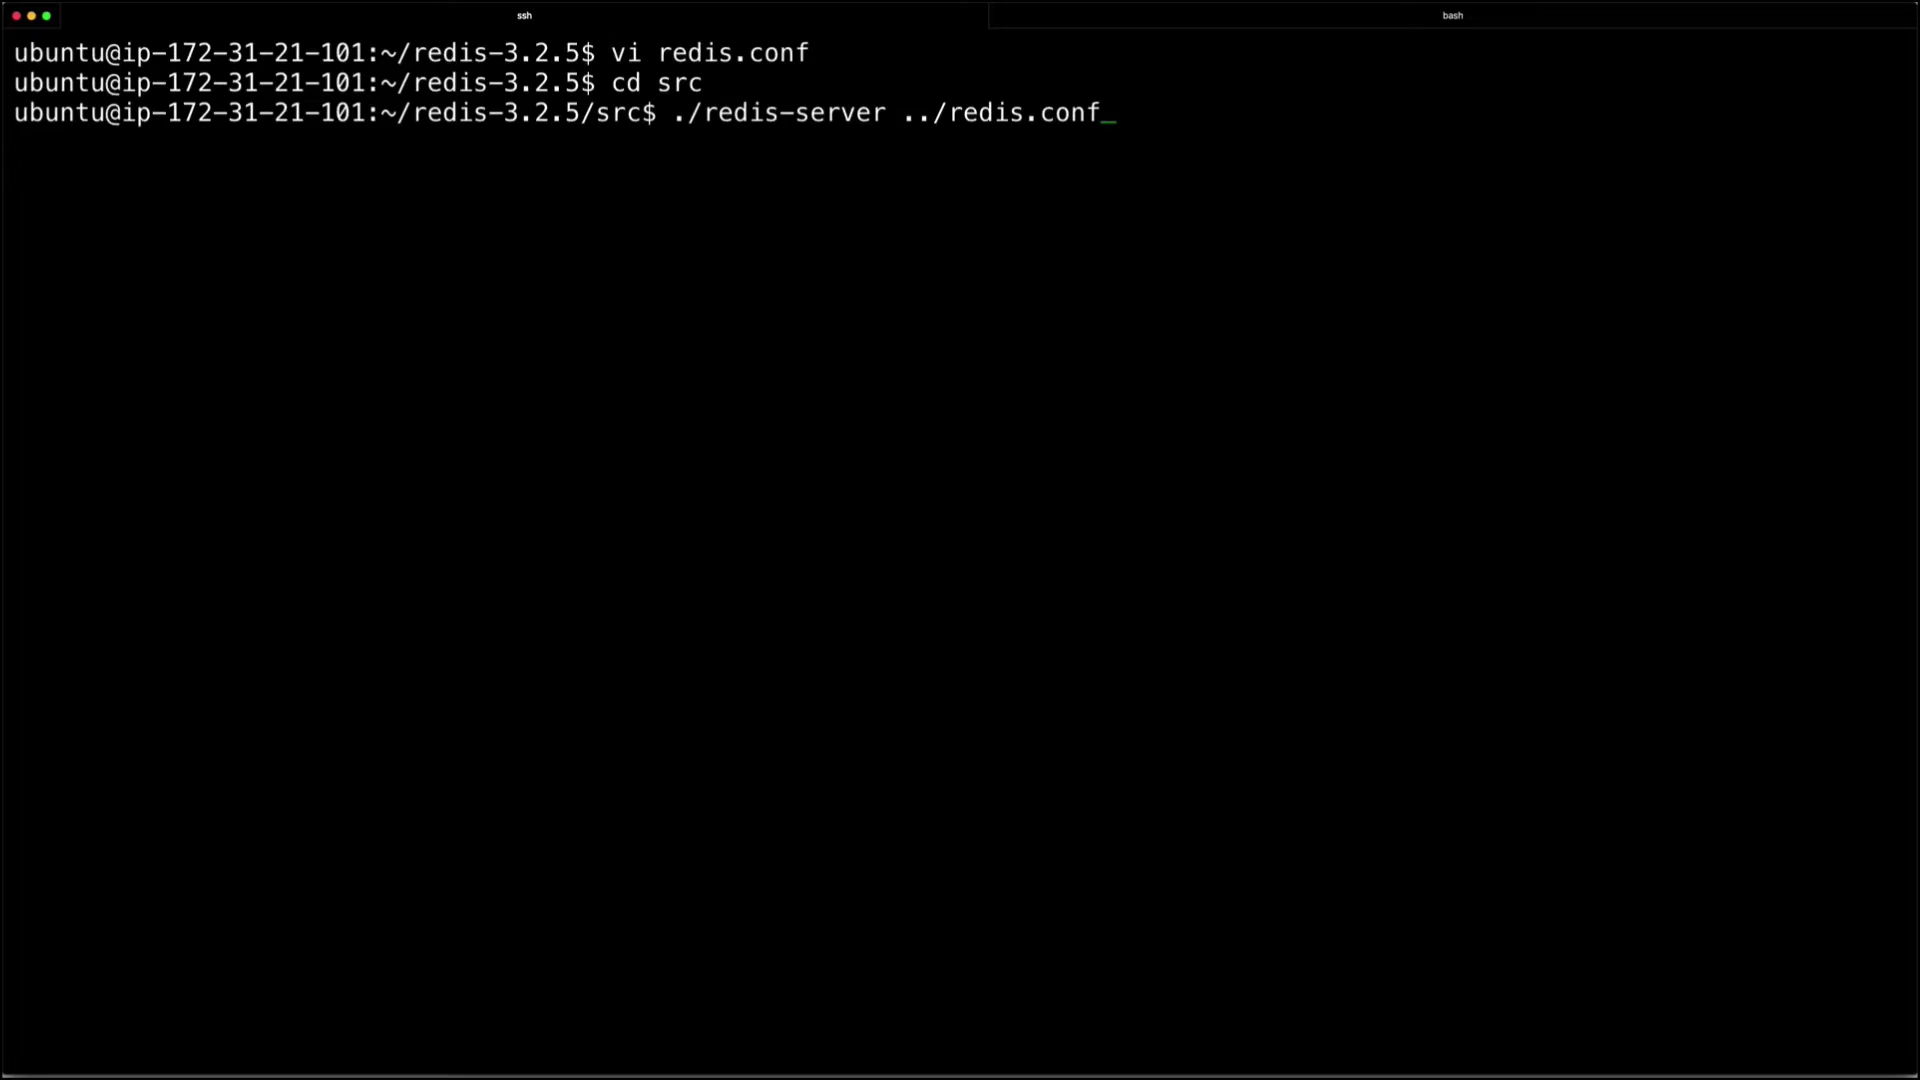 ssh
bash
ubuntu@ip-172-31-21-101:~/redis-3.2.5$ vi redis.conf
ubuntu@ip-172-31-21-101:~/redis-3.2.5$ cd src
ubuntu@ip-172-31-21-101:~/redis-3.2.5/src$ ./redis-server ../redis.conf_